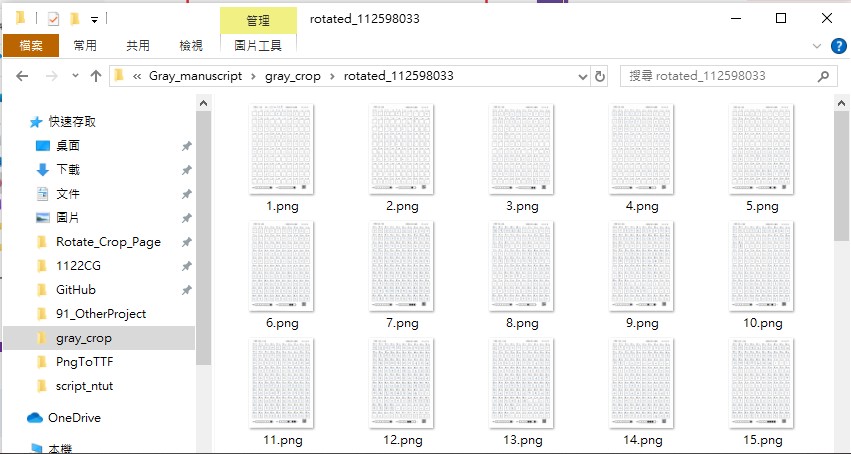 管理
rotated_112598033
檔案
常用
共用
檢視
圖片工具
« Gray_manuscript › gray_crop › rotated_112598033
搜尋 rotated_112598033
快速存取
桌面
下載
文件
圖片
Rotate_Crop_Page
1122CG
GitHub
91_OtherProject
gray_crop
PngToTTF
script_ntut
OneDrive
本機
1.png
2.png
3.png
4.png
5.png
6.png
7.png
8.png
9.png
10.png
11.png
12.png
13.png
14.png
15.png